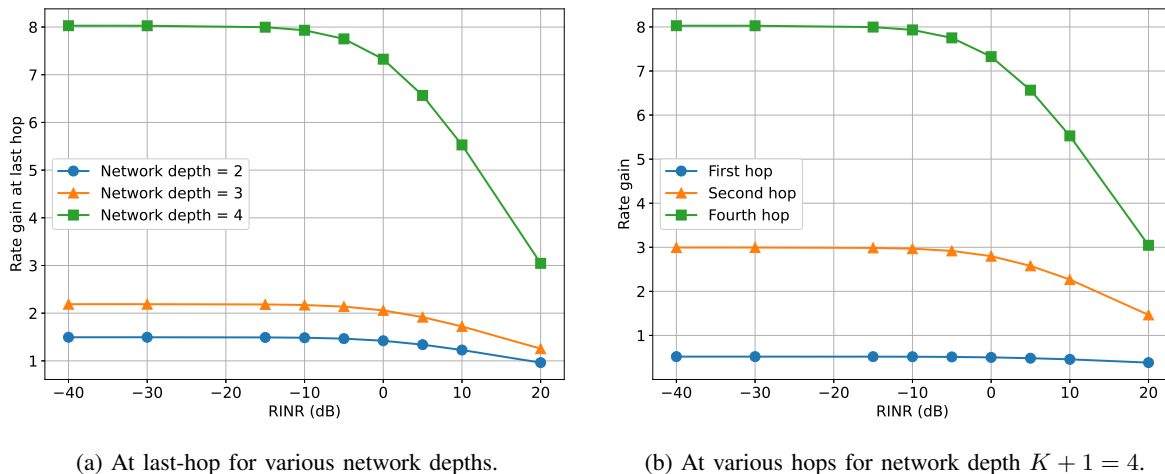 8
7
6
5
4
3
2
1
Rate gain at last hop
Network depth = 2
Network depth = 3
Network depth = 4
−40 −30 −20 −10 0 10 20
RINR (dB)
(a) At last-hop for various network depths.
8
7
6
5
4
3
2
1
Rate gain
First hop
Second hop
Fourth hop
−40 −30 −20 −10 0 10 20
RINR (dB)
(b) At various hops for network depth K + 1 = 4.